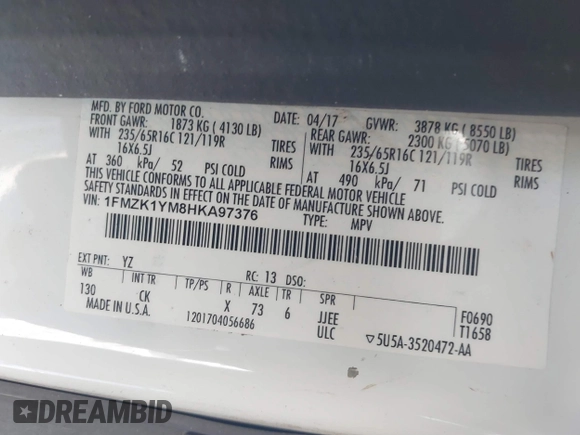 MFD. BY FORD MOTOR CO.
DATE: 04/17 GVWR: 3878 KG ( 8550 LB)
FRONT GAWR: 1873 KG ( 4130 LB) REAR GAWR: 2300 KG ( 5070 LB)
WITH 235/65R16C 121/119R TIRES WITH 235/65R16C 121/119R TIRES
16X6.5J RIMS 16X6.5J RIMS
AT 360 kPa/ 52 PSI COLD AT 490 kPa/ 71 PSI COLD
THIS VEHICLE CONFORMS TO ALL APPLICABLE FEDERAL MOTOR VEHICLE
SAFETY STANDARDS IN EFFECT ON THE DATE OF MANUFACTURE SHOWN ABOVE.
VIN: 1FMZK1YM8HKA97376
TYPE: MPV
EXT PNT: YZ RC: 13 DSO:
WB INT TR TP/PS R AXLE TR SPR
130 CK X 73 6 JJEE F0690
MADE IN U.S.A. ULC T1658
1201704056686 ▽5U5A-3520472-AA
DREAMBID